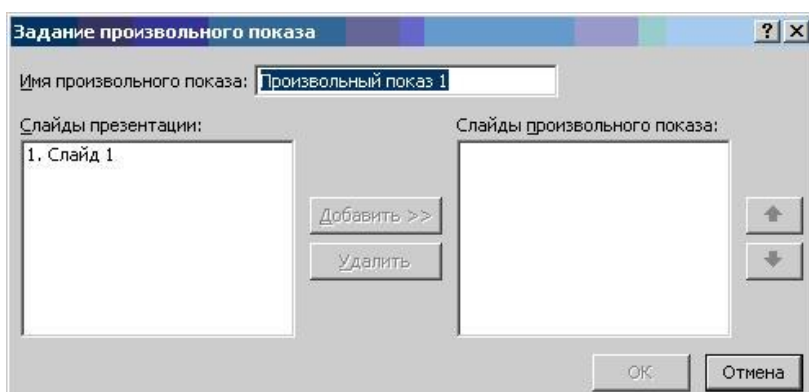 Задание произвольного показа
Имя произвольного показа: Произвольный показ 1
Слайды презентации:
Слайды произвольного показа:
1. Слайд 1
Добавить >>
Удалить
ОК
Отмена